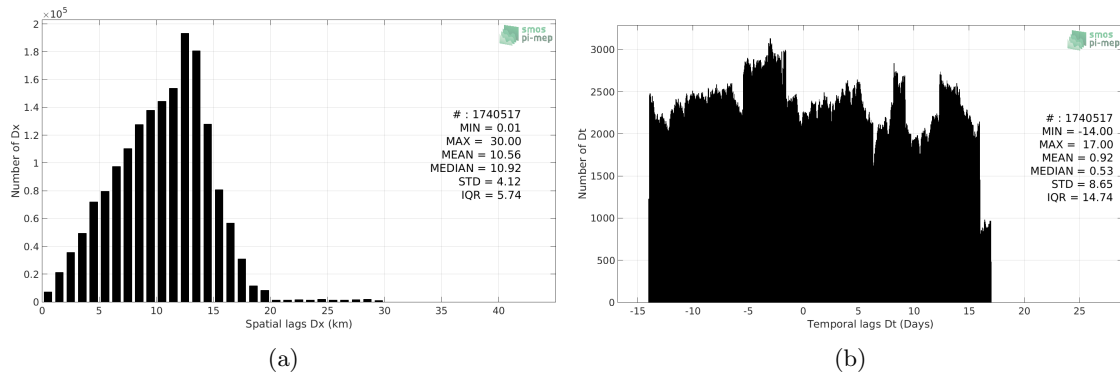 ×10⁵
2
1.8
1.6
1.4
1.2
1
0.8
0.6
0.4
0.2
0
Number of Dx
0 5 10 15 20 25 30 35 40
Spatial lags Dx (km)
smos
pi-mep
# : 1740517
MIN = 0.01
MAX = 30.00
MEAN = 10.56
MEDIAN = 10.92
STD = 4.12
IQR = 5.74
(a)
3000
2500
2000
1500
1000
500
0
Number of Dt
-15 -10 -5 0 5 10 15 20 25
Temporal lags Dt (Days)
smos
pi-mep
# : 1740517
MIN = -14.00
MAX = 17.00
MEAN = 0.92
MEDIAN = 0.53
STD = 8.65
IQR = 14.74
(b)